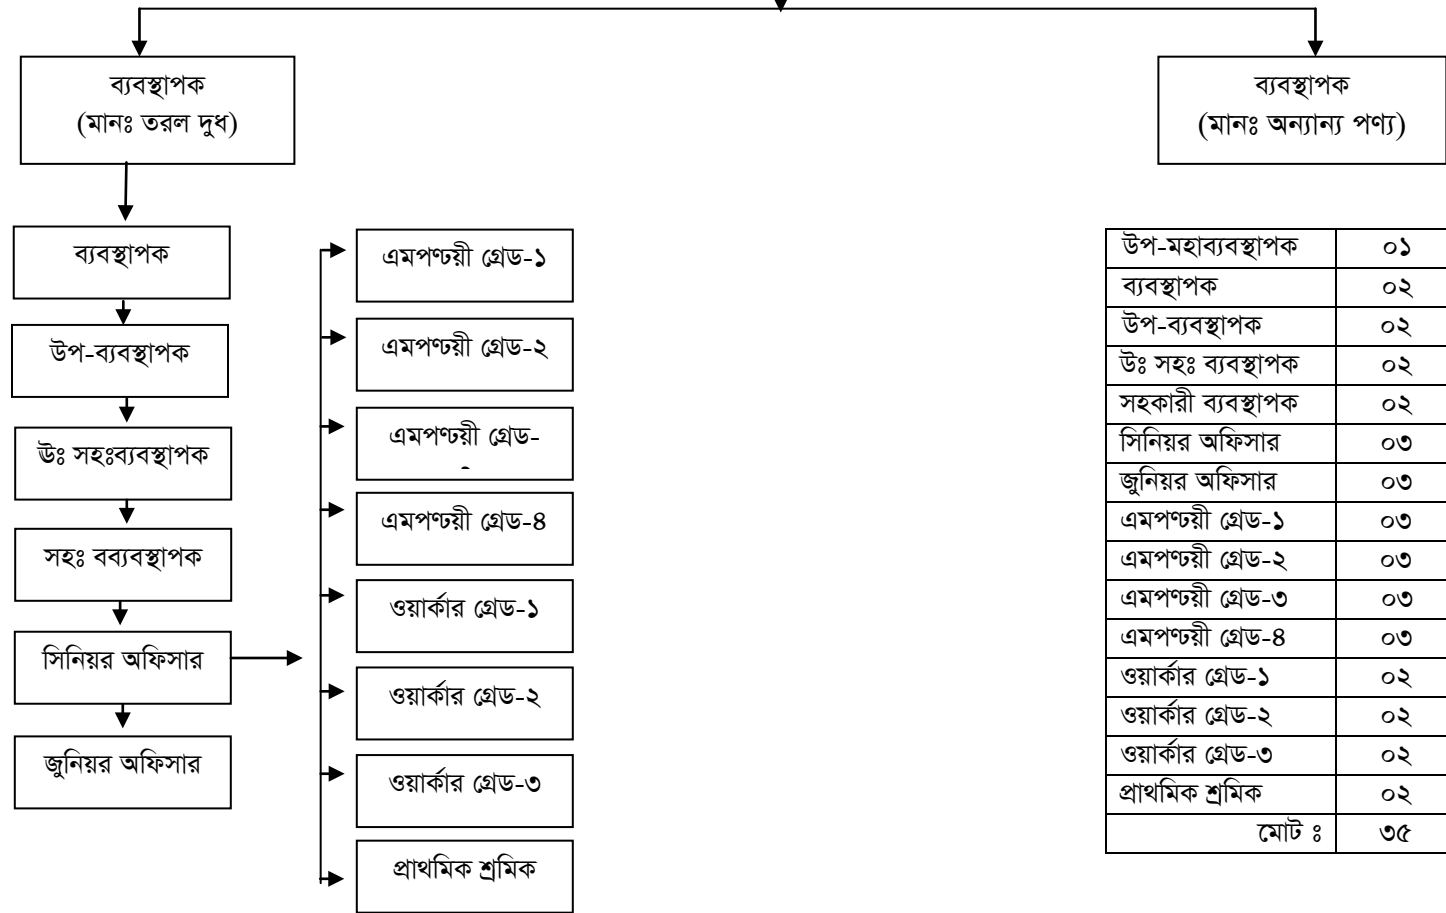 ব্যবস্থাপক
(মানঃ তরল দুধ)
ব্যবস্থাপক
(মানঃ অন্যান্য পণ্য)
ব্যবস্থাপক
উপ-ব্যবস্থাপক
ঊঃ সহঃব্যবস্থাপক
সহঃ বব্যবস্থাপক
সিনিয়র অফিসার
জুনিয়র অফিসার
এমপণ্ঢয়ী গ্রেড-১
এমপণ্ঢয়ী গ্রেড-২
এমপণ্ঢয়ী গ্রেড-
এমপণ্ঢয়ী গ্রেড-৪
ওয়ার্কার গ্রেড-১
ওয়ার্কার গ্রেড-২
ওয়ার্কার গ্রেড-৩
প্রাথমিক শ্রমিক
উপ-মহাব্যবস্থাপক ০১
ব্যবস্থাপক ০২
উপ-ব্যবস্থাপক ০২
উঃ সহঃ ব্যবস্থাপক ০২
সহকারী ব্যবস্থাপক ০২
সিনিয়র অফিসার ০৩
জুনিয়র অফিসার ০৩
এমপণ্ঢয়ী গ্রেড-১ ০৩
এমপণ্ঢয়ী গ্রেড-২ ০৩
এমপণ্ঢয়ী গ্রেড-৩ ০৩
এমপণ্ঢয়ী গ্রেড-৪ ০৩
ওয়ার্কার গ্রেড-১ ০২
ওয়ার্কার গ্রেড-২ ০২
ওয়ার্কার গ্রেড-৩ ০২
প্রাথমিক শ্রমিক ০২
মোট ঃ ৩৫